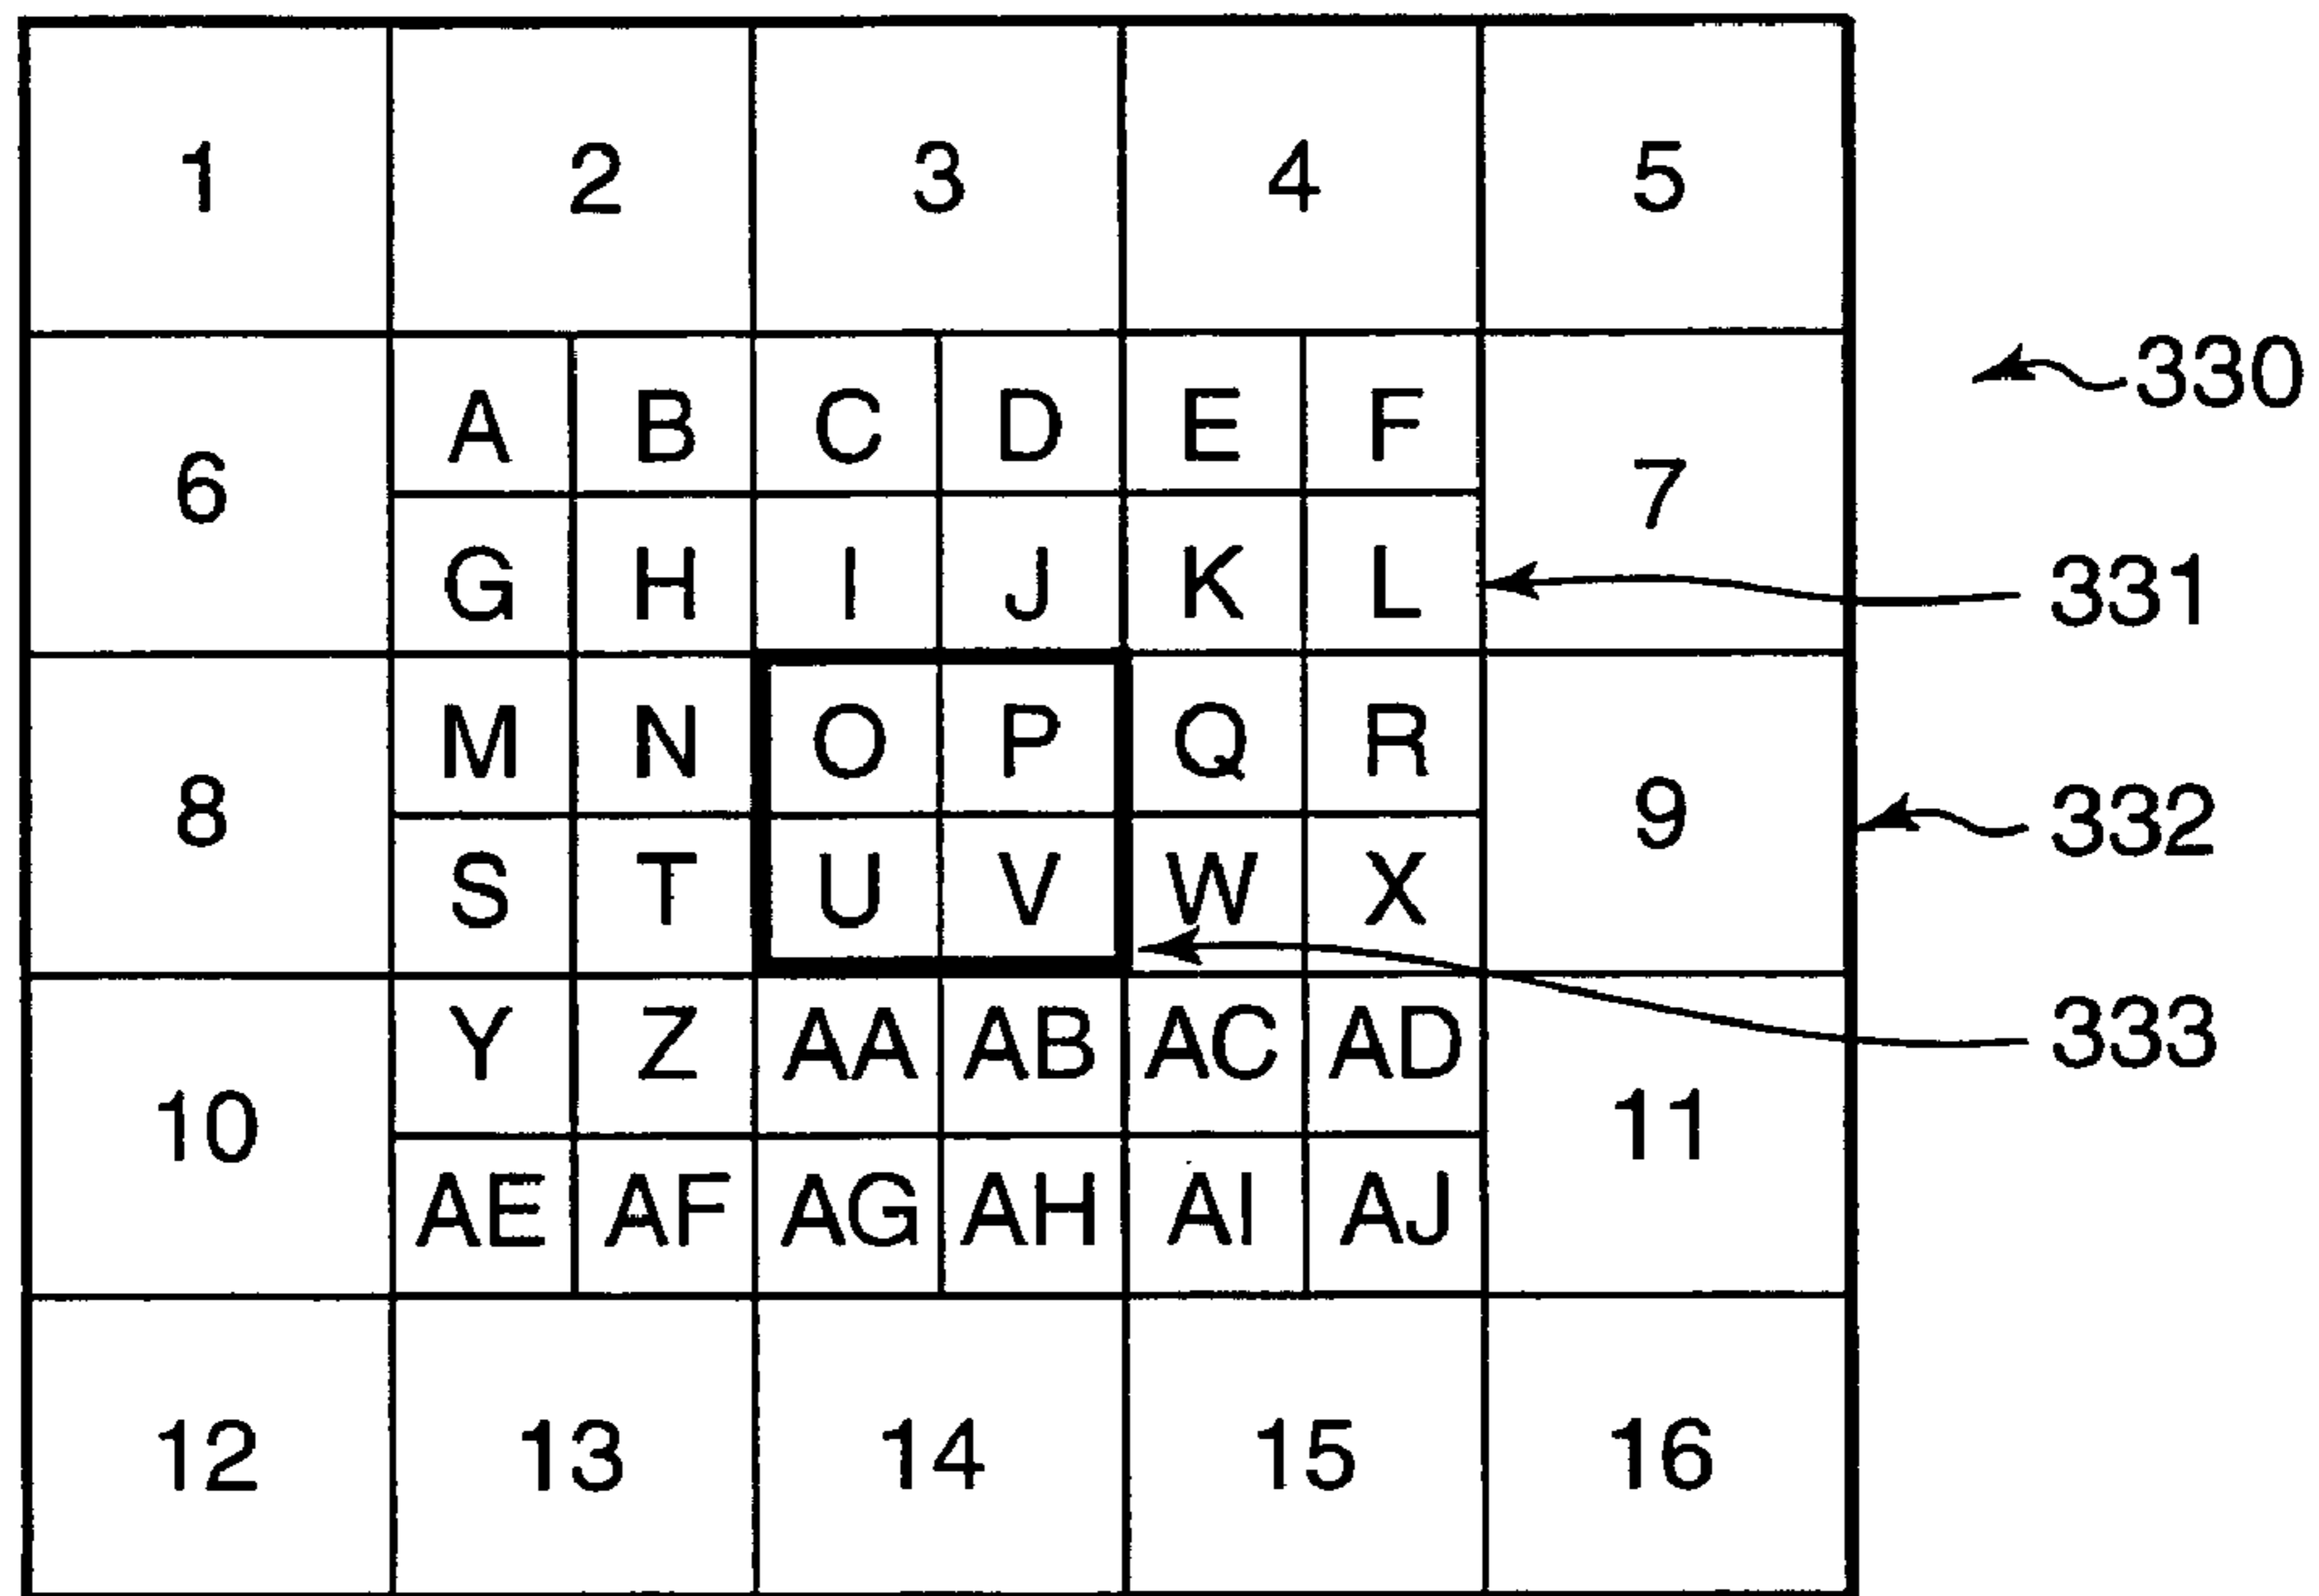 1 2 3 4 5
A B C D E F
330
6 7
G H I J K L
331
M N O P Q R
8 9
332
S T U V W X
Y Z AA AB AC AD
333
10 11
AE AF AG AH AI AJ
12 13 14 15 16